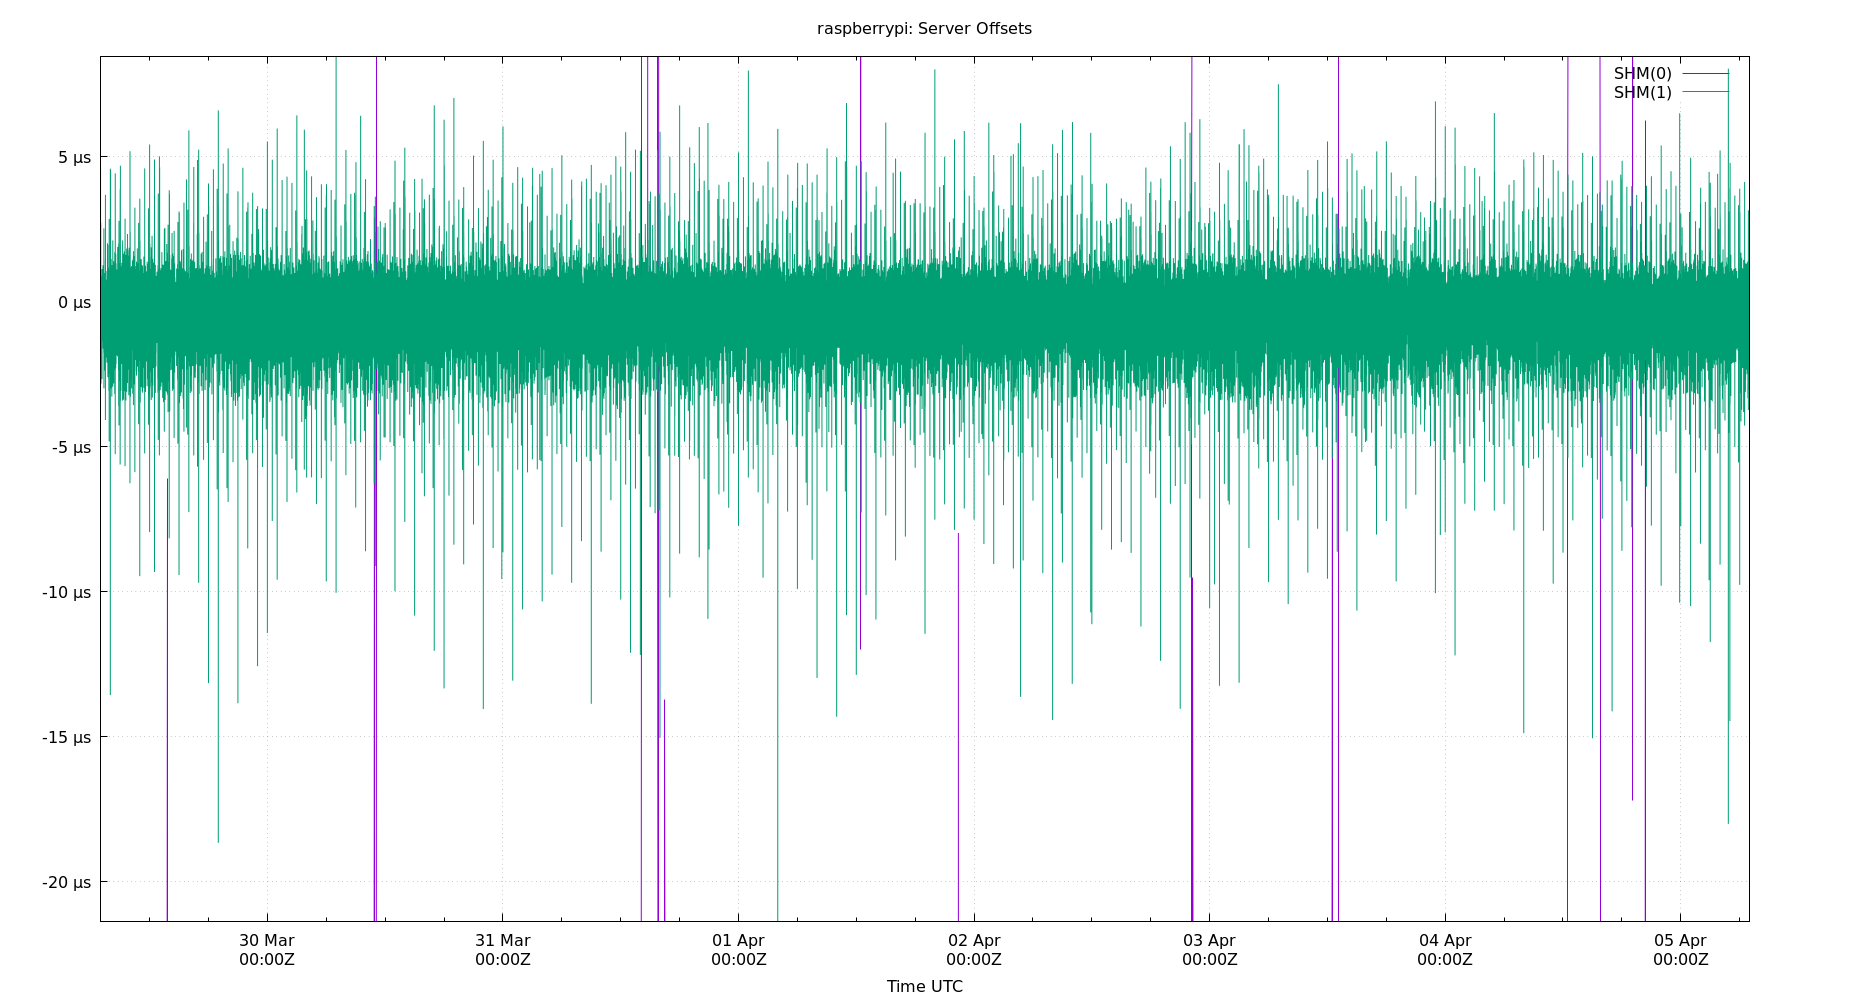 raspberrypi: Server Offsets
SHM(0)
SHM(1)
5 µs
0 µs
-5 µs
-10 µs
-15 µs
-20 µs
30 Mar 31 Mar 01 Apr 02 Apr 03 Apr 04 Apr 05 Apr
00:00Z 00:00Z 00:00Z 00:00Z 00:00Z 00:00Z 00:00Z
Time UTC